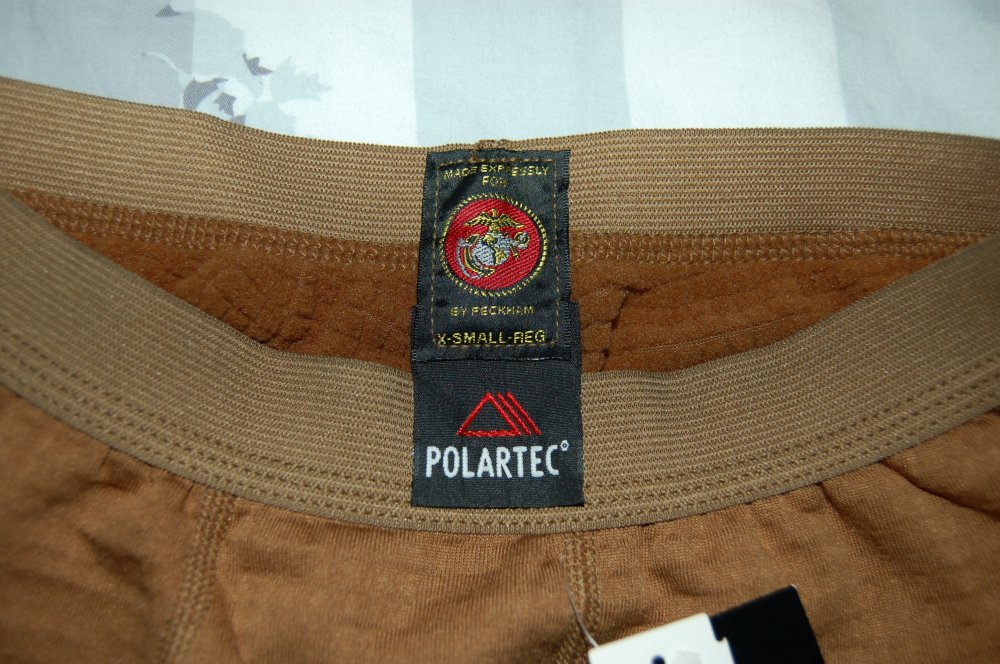 MADE EXPRESSLY
FOR
BY PECKHAM
X-SMALL-REG
POLARTEC®